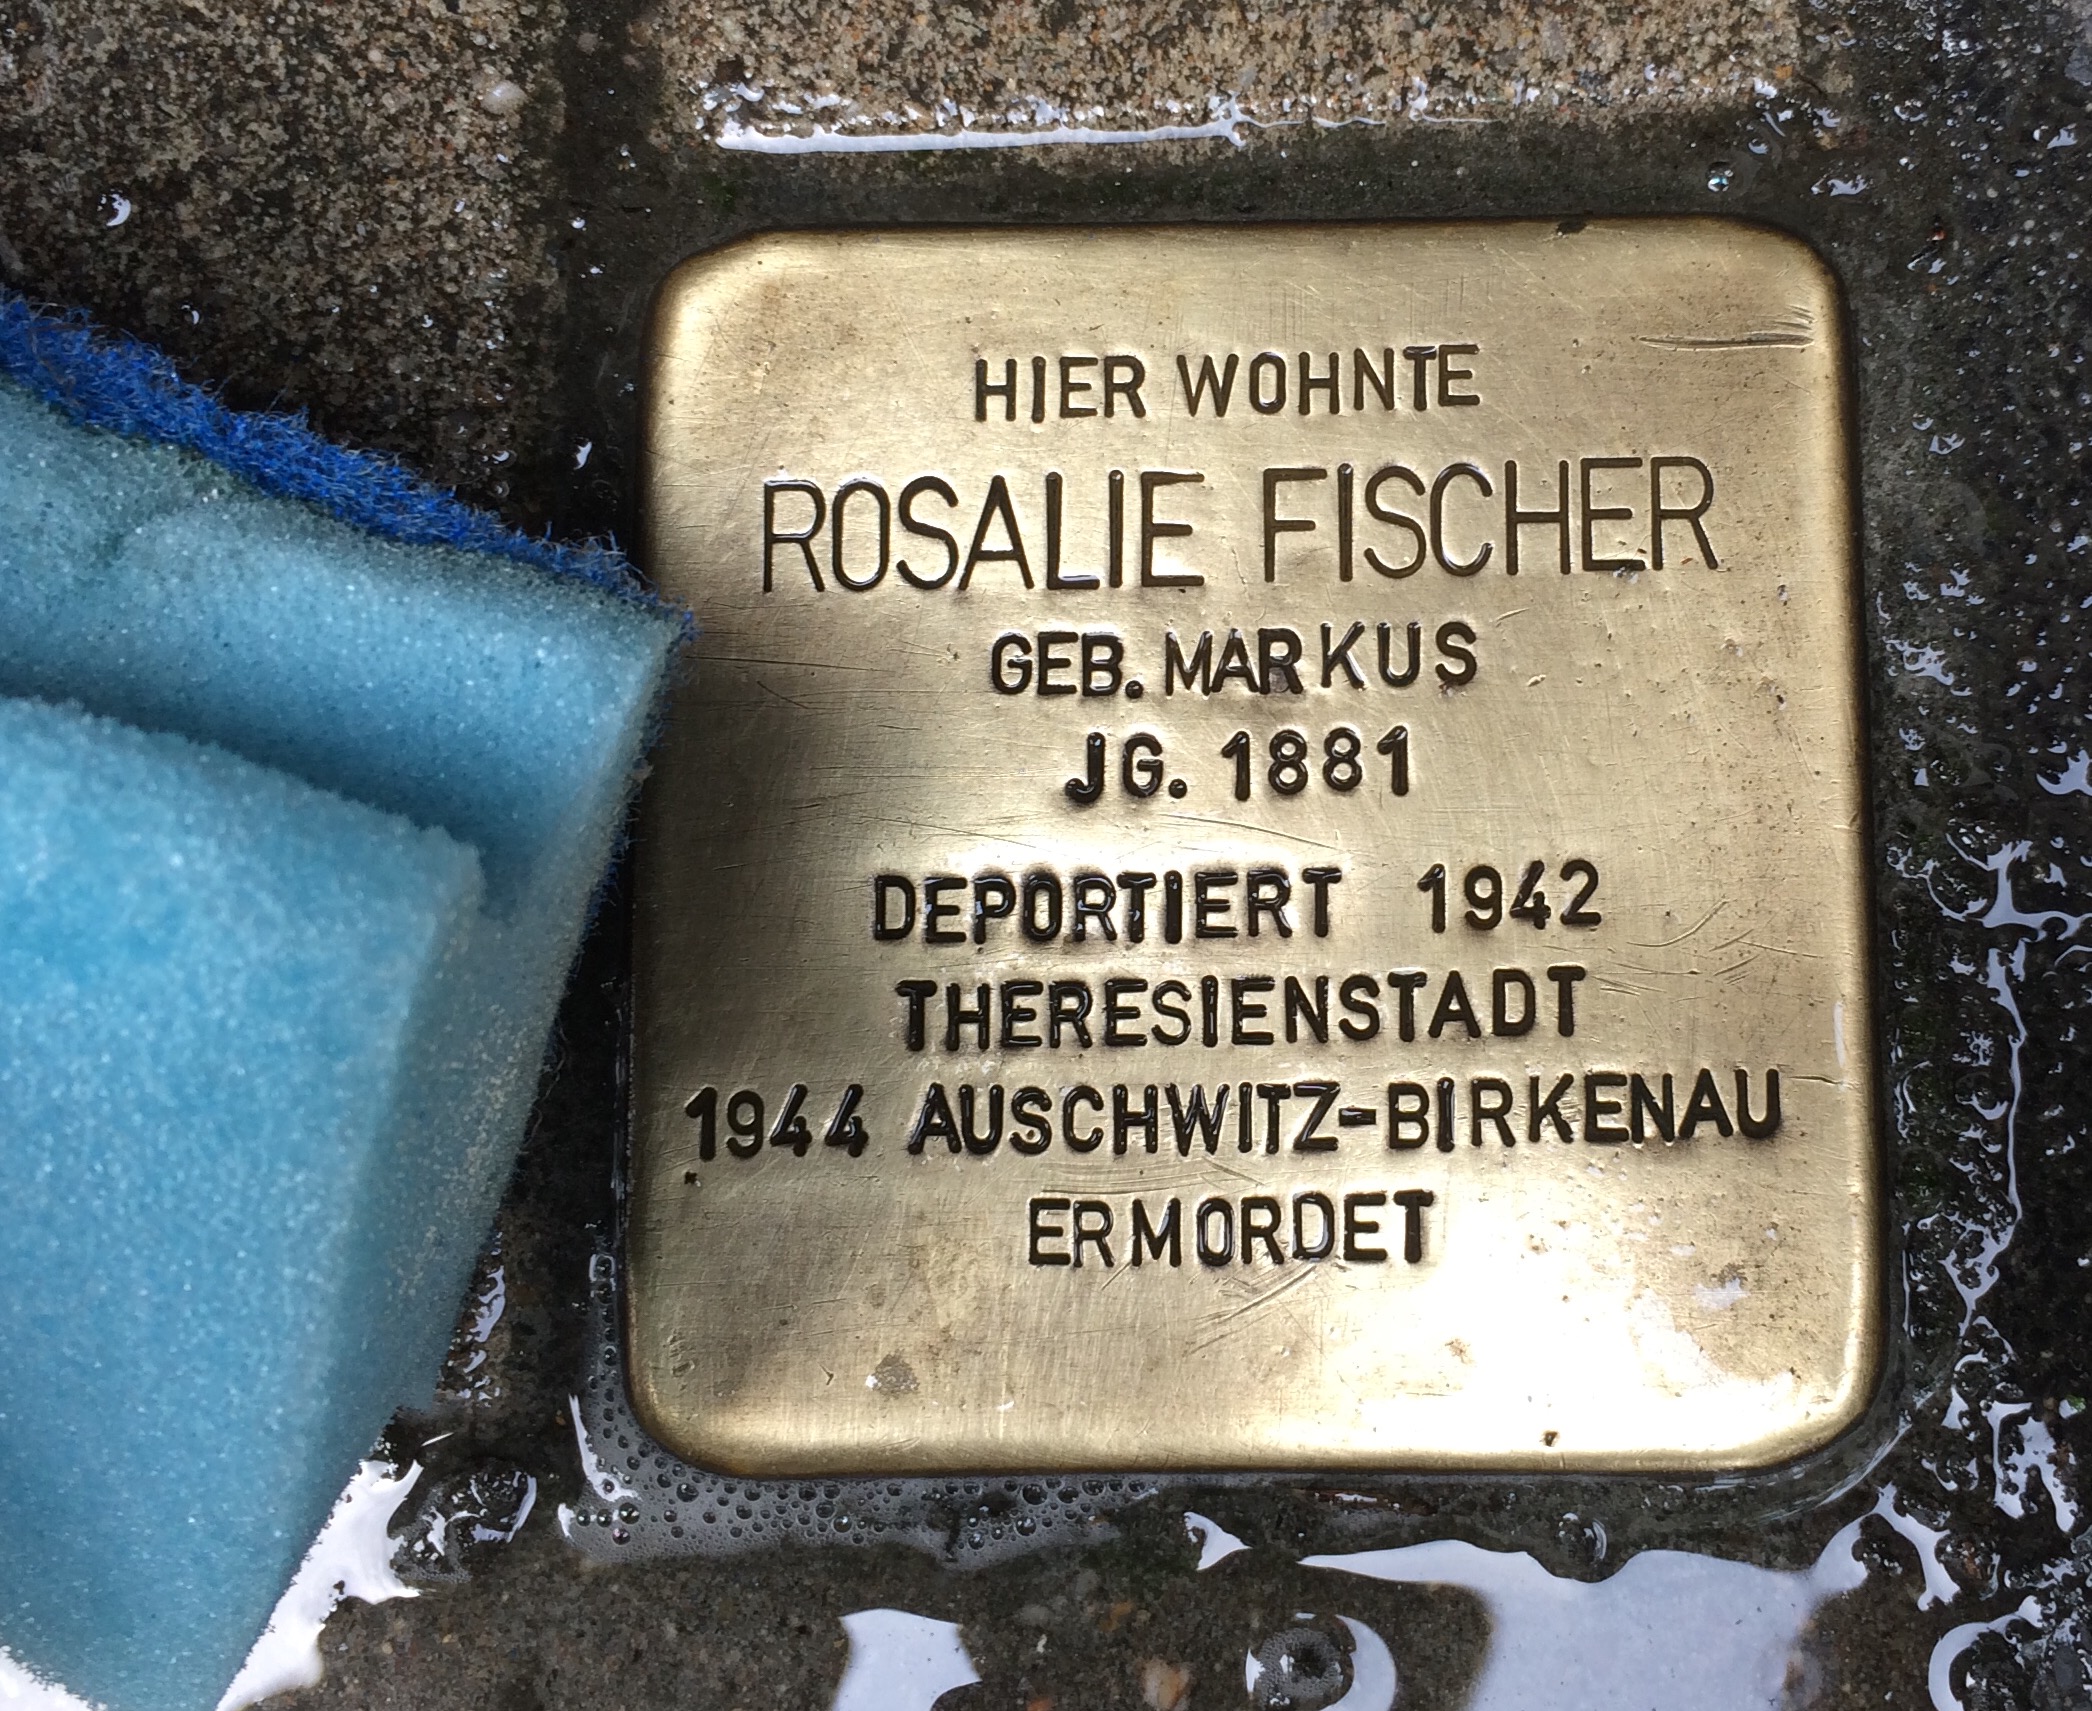 HIER WOHNTE
ROSALIE FISCHER
GEB. MARKUS
JG. 1881
DEPORTIERT 1942
THERESIENSTADT
1944 AUSCHWITZ-BIRKENAU
ERMORDET